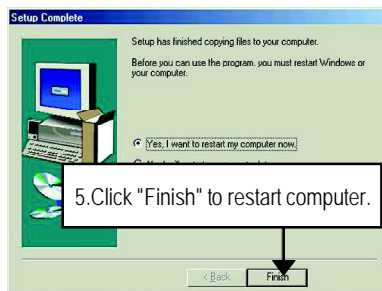 Setup Complete
Setup has finished copying files to your computer.
Before you can use the program, you must restart Windows or
your computer.
Yes, I want to restart my computer now.
5.Click "Finish" to restart computer.
< Back
Finish